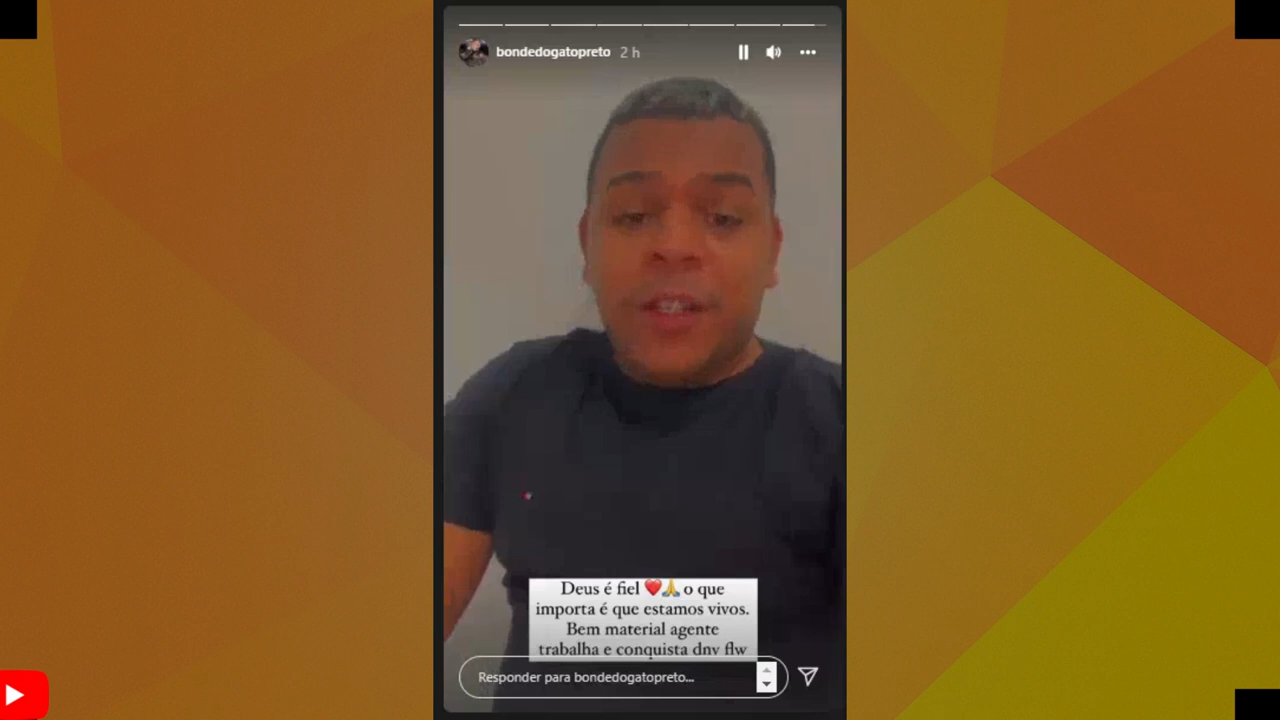 bondedogatopreto 2 h
Deus é fiel ❤️🙏 o que
importa é que estamos vivos.
Bem material agente
trabalha e conquista dnv flw
Responder para bondedogatopreto...